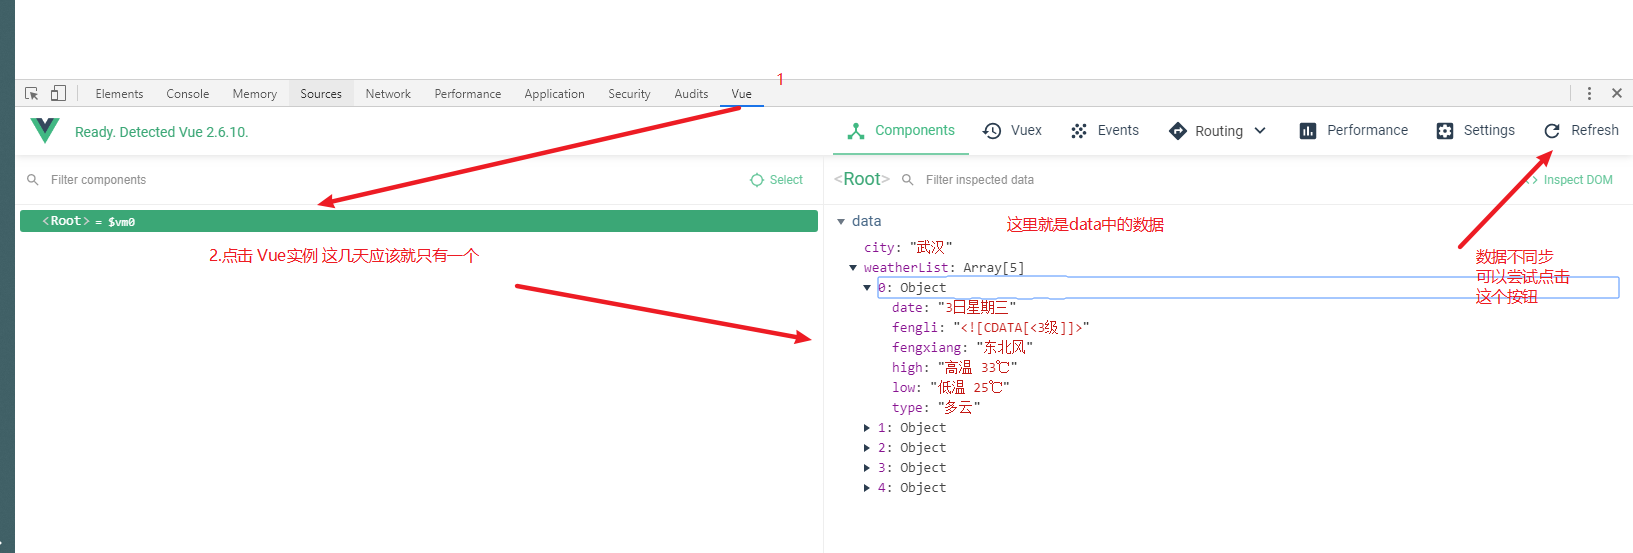 1
Elements Console Memory Sources Network Performance Application Security Audits Vue
Ready. Detected Vue 2.6.10.
Components Vuex Events Routing Performance Settings Refresh
Filter components Select
<Root> Filter inspected data <> Inspect DOM
<Root> = $vm0
data
这里就是data中的数据
city: "武汉"
2.点击 Vue实例 这几天应该就只有一个
数据不同步
可以尝试点击
这个按钮
weatherList: Array[5]
0: Object
date: "3日星期三"
fengli: "<![CDATA[<3级]]>"
fengxiang: "东北风"
high: "高温 33℃"
low: "低温 25℃"
type: "多云"
1: Object
2: Object
3: Object
4: Object